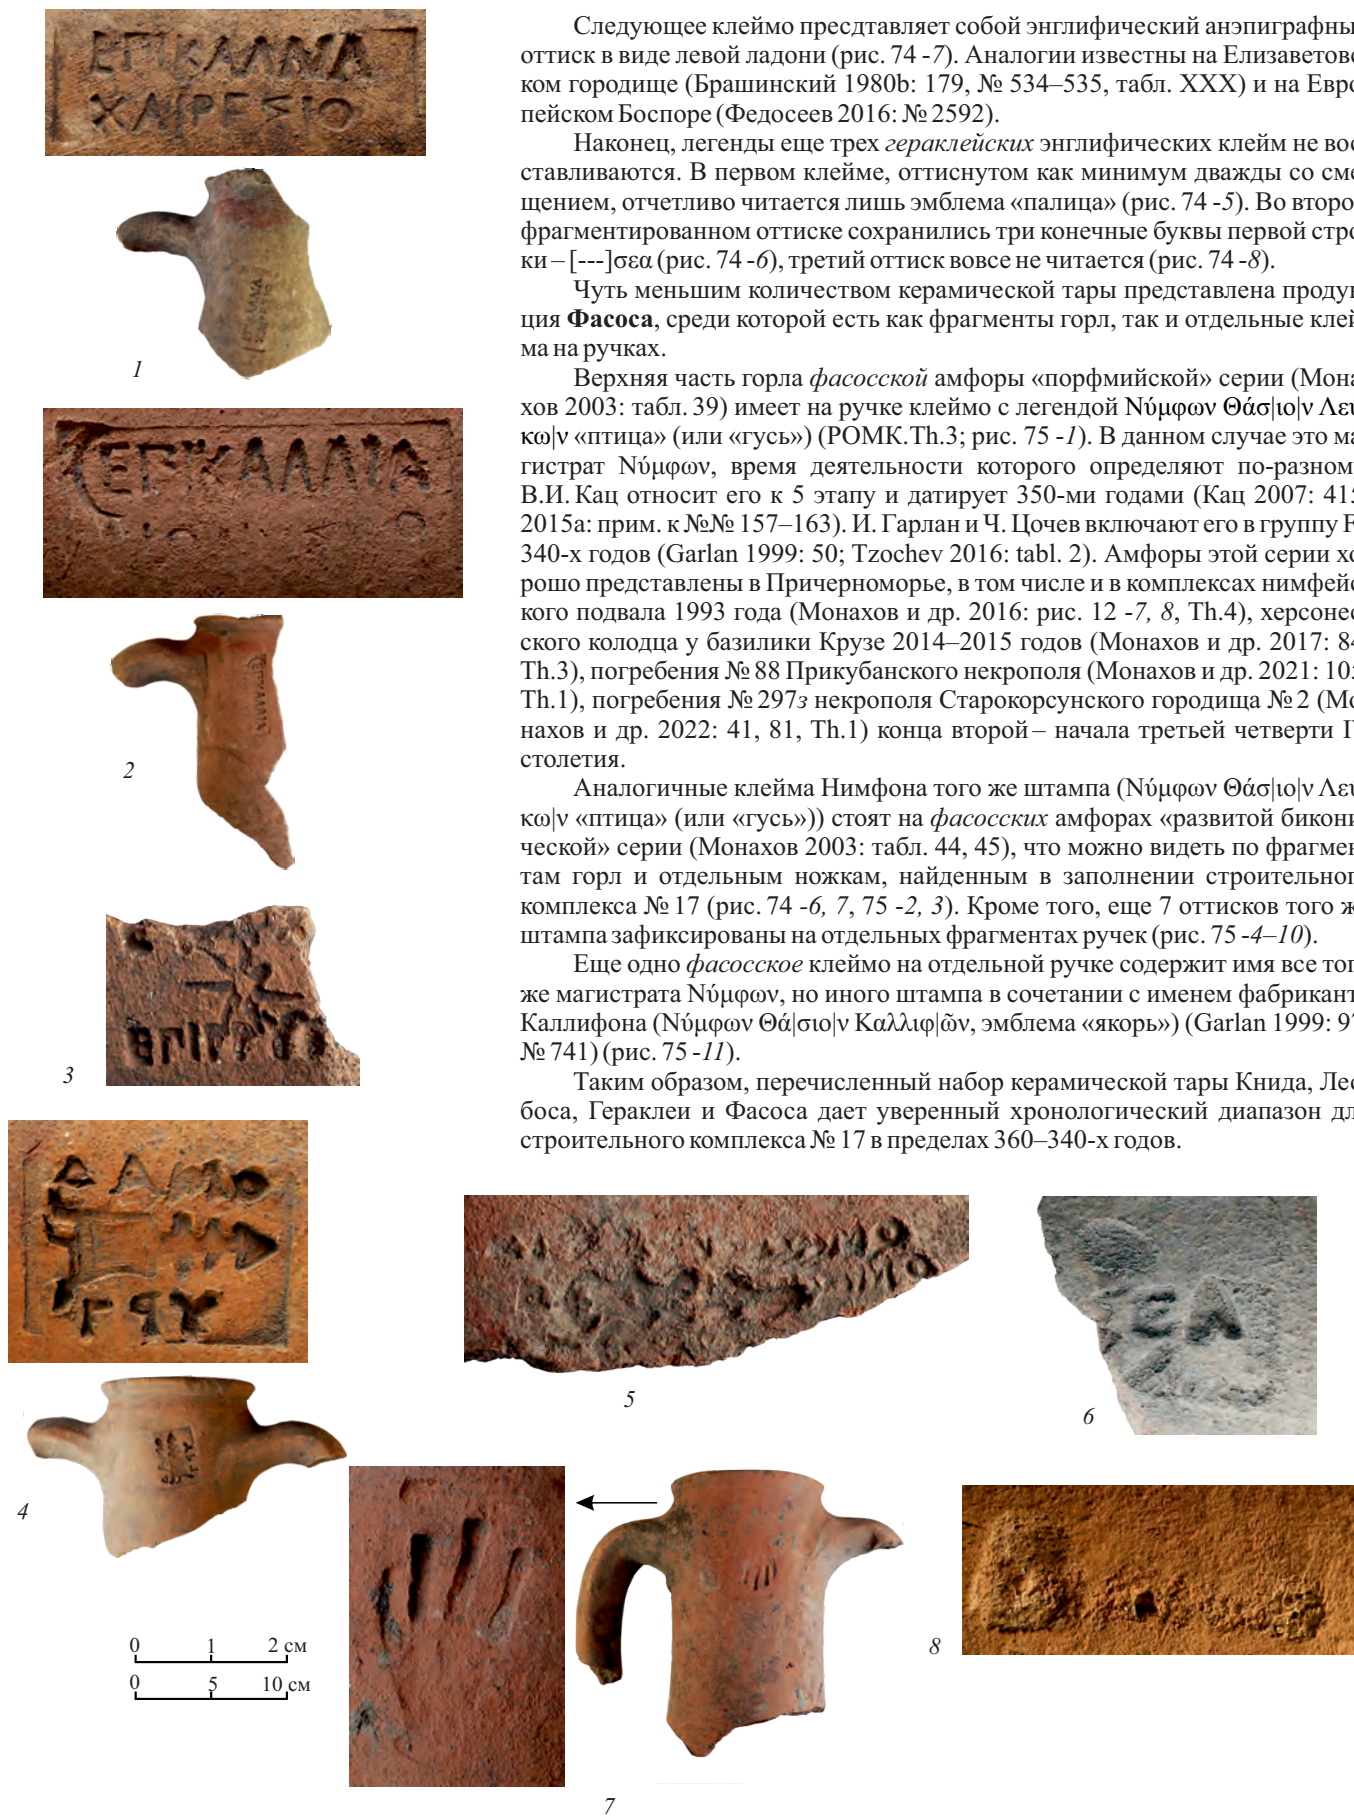 Следующее клеймо пресдтавляет собой энглифический анэпиграфны
оттиск в виде левой ладони (рис. 74 -7). Аналогии известны на Елизаветовс
ком городище (Брашинский 1980b: 179, № 534–535, табл. XXX) и на Евро
пейском Боспоре (Федосеев 2016: № 2592).
Наконец, легенды еще трех гераклейских энглифических клейм не вос
ставливаются. В первом клейме, оттиснутом как минимум дважды со сме
щением, отчетливо читается лишь эмблема «палица» (рис. 74 -5). Во второ
фрагментированном оттиске сохранились три конечные буквы первой стро
ки – [---]σεα (рис. 74 -6), третий оттиск вовсе не читается (рис. 74 -8).
Чуть меньшим количеством керамической тары представлена продук
ция Фасоса, среди которой есть как фрагменты горл, так и отдельные клей
ма на ручках.
Верхняя часть горла фасосской амфоры «порфмийской» серии (Мона
хов 2003: табл. 39) имеет на ручке клеймо с легендой Νύμφων Θάσ|ιο|ν Λευ
κω|ν «птица» (или «гусь») (РОМК.Th.3; рис. 75 -1). В данном случае это ма
гистрат Νύμφων, время деятельности которого определяют по-разном
В.И. Кац относит его к 5 этапу и датирует 350-ми годами (Кац 2007: 415
2015а: прим. к №№ 157–163). И. Гарлан и Ч. Цочев включают его в группу F
340-х годов (Garlan 1999: 50; Tzochev 2016: tabl. 2). Амфоры этой серии хо
рошо представлены в Причерноморье, в том числе и в комплексах нимфейс
кого подвала 1993 года (Монахов и др. 2016: рис. 12 -7, 8, Th.4), херсонес
ского колодца у базилики Крузе 2014–2015 годов (Монахов и др. 2017: 84
Th.3), погребения № 88 Прикубанского некрополя (Монахов и др. 2021: 105
Th.1), погребения № 297з некрополя Старокорсунского городища № 2 (Мо
нахов и др. 2022: 41, 81, Th.1) конца второй – начала третьей четверти I
столетия.
Аналогичные клейма Нимфона того же штампа (Νύμφων Θάσ|ιο|ν Λευ
κω|ν «птица» (или «гусь»)) стоят на фасосских амфорах «развитой бикони
ческой» серии (Монахов 2003: табл. 44, 45), что можно видеть по фрагмен
там горл и отдельным ножкам, найденным в заполнении строительног
комплекса № 17 (рис. 74 -6, 7, 75 -2, 3). Кроме того, еще 7 оттисков того ж
штампа зафиксированы на отдельных фрагментах ручек (рис. 75 -4–10).
Еще одно фасосское клеймо на отдельной ручке содержит имя все тог
же магистрата Νύμφων, но иного штампа в сочетании с именем фабрикант
Каллифона (Νύμφων Θά|σιο|ν Καλλιφ|ῶν, эмблема «якорь») (Garlan 1999: 97
№ 741) (рис. 75 -11).
Таким образом, перечисленный набор керамической тары Книда, Лес
боса, Гераклеи и Фасоса дает уверенный хронологический диапазон дл
строительного комплекса № 17 в пределах 360–340-х годов.
ΕΠΙΚΑΛΛΙΑ
ΧΑΙΡΕΣΙΟ
1
ΕΠΙΚΑΛΛΙΑ
2
3
ΔΑΜΟ
4
5
ΕΑ
6
7
8
0 1 2 см
0 5 10 см